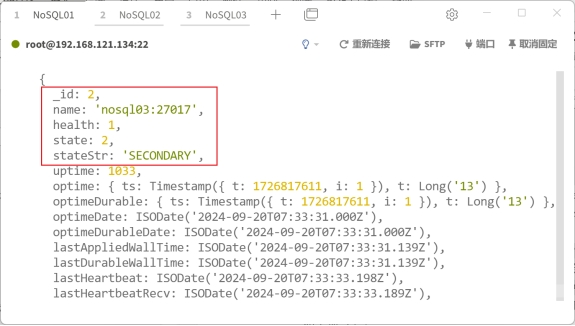 1 NoSQL01 2 NoSQL02 3 NoSQL03
root@192.168.121.134:22 重新连接 SFTP 端口 取消固定
{
_id: 2,
name: 'nosql03:27017',
health: 1,
state: 2,
stateStr: 'SECONDARY',
uptime: 1033,
optime: { ts: Timestamp({ t: 1726817611, i: 1 }), t: Long('13') },
optimeDurable: { ts: Timestamp({ t: 1726817611, i: 1 }), t: Long('13') },
optimeDate: ISODate('2024-09-20T07:33:31.000Z'),
optimeDurableDate: ISODate('2024-09-20T07:33:31.000Z'),
lastAppliedWallTime: ISODate('2024-09-20T07:33:31.139Z'),
lastDurableWallTime: ISODate('2024-09-20T07:33:31.139Z'),
lastHeartbeat: ISODate('2024-09-20T07:33:33.198Z'),
lastHeartbeatRecv: ISODate('2024-09-20T07:33:33.189Z'),